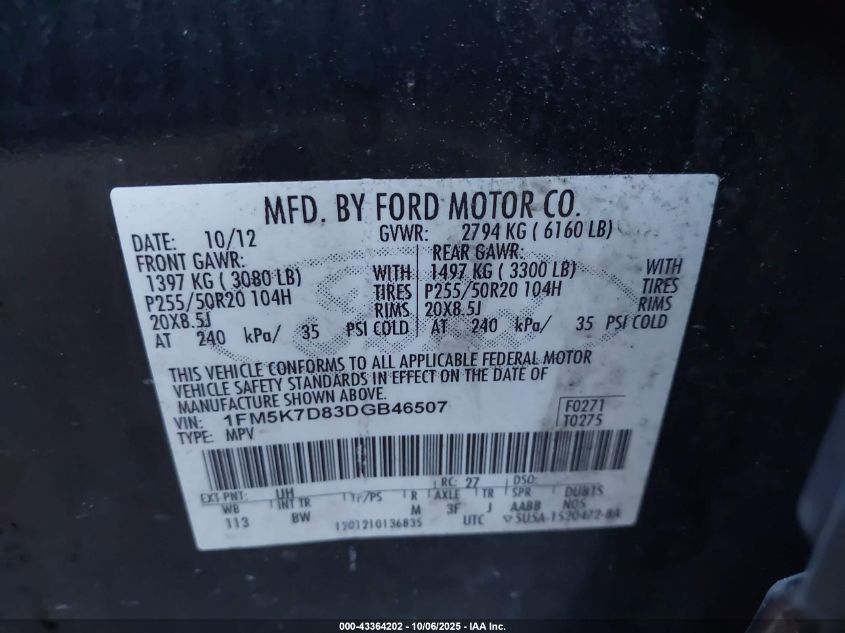 MFD. BY FORD MOTOR CO.
DATE: 10/12 GVWR: 2794 KG ( 6160 LB)
FRONT GAWR: REAR GAWR:
1397 KG ( 3080 LB) WITH 1497 KG ( 3300 LB) WITH
P255/50R20 104H TIRES P255/50R20 104H TIRES
20X8.5J RIMS 20X8.5J RIMS
AT 240 kPa/ 35 PSI COLD AT 240 kPa/ 35 PSI COLD
THIS VEHICLE CONFORMS TO ALL APPLICABLE FEDERAL MOTOR
VEHICLE SAFETY STANDARDS IN EFFECT ON THE DATE OF
MANUFACTURE SHOWN ABOVE.
VIN: 1FM5K7D83DGB46507 F0271
TYPE: MPV T0275
EXT PNT: UH RC: 27 DSO:
WB INT TR TP/PS R AXLE TR SPR DUBTS
113 BW M 3F J AABB NOS
1201210136835 UTC 5U5A-1520472-BA
000-43364202 - 10/06/2025 - IAA Inc.